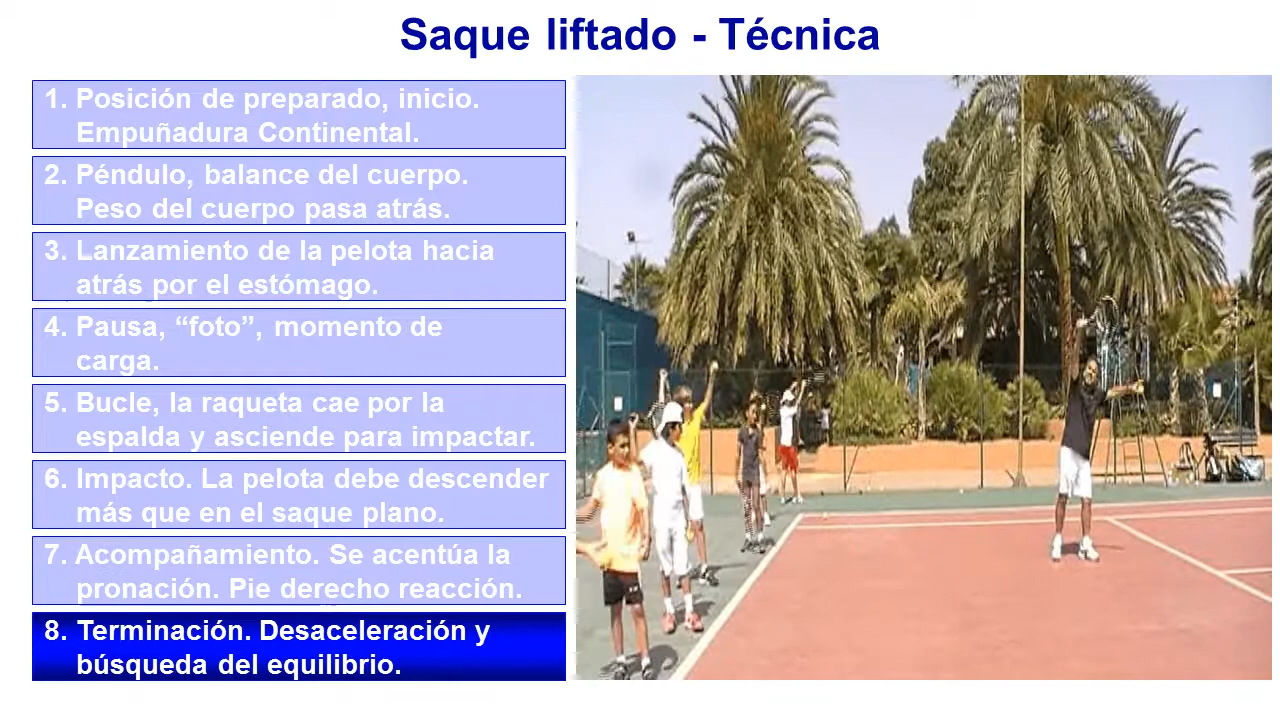 Saque liftado - Técnica
1. Posición de preparado, inicio.
Empuñadura Continental.
2. Péndulo, balance del cuerpo.
Peso del cuerpo pasa atrás.
3. Lanzamiento de la pelota hacia
atrás por el estómago.
4. Pausa, “foto”, momento de
carga.
5. Bucle, la raqueta cae por la
espalda y asciende para impactar.
6. Impacto. La pelota debe descender
más que en el saque plano.
7. Acompañamiento. Se acentúa la
pronación. Pie derecho reacción.
8. Terminación. Desaceleración y
búsqueda del equilibrio.